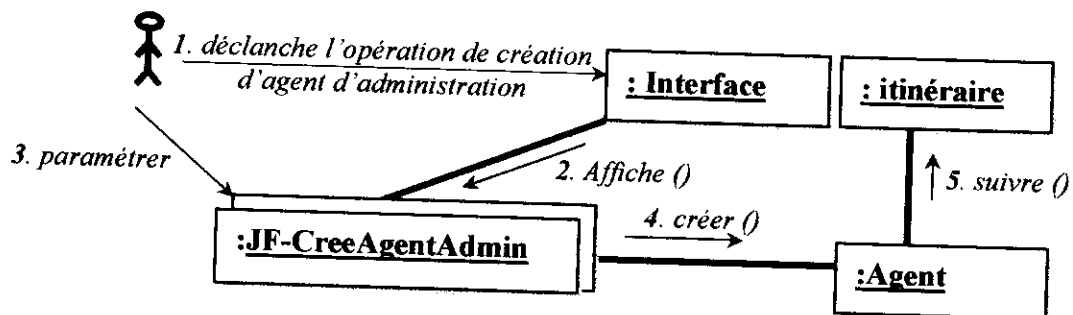 1. déclanche l'opération de création
d'agent d'administration
: Interface
: itinéraire
3. paramétrer
2. Affiche ()
5. suivre ()
:JF-CreeAgentAdmin
4. créer ()
:Agent